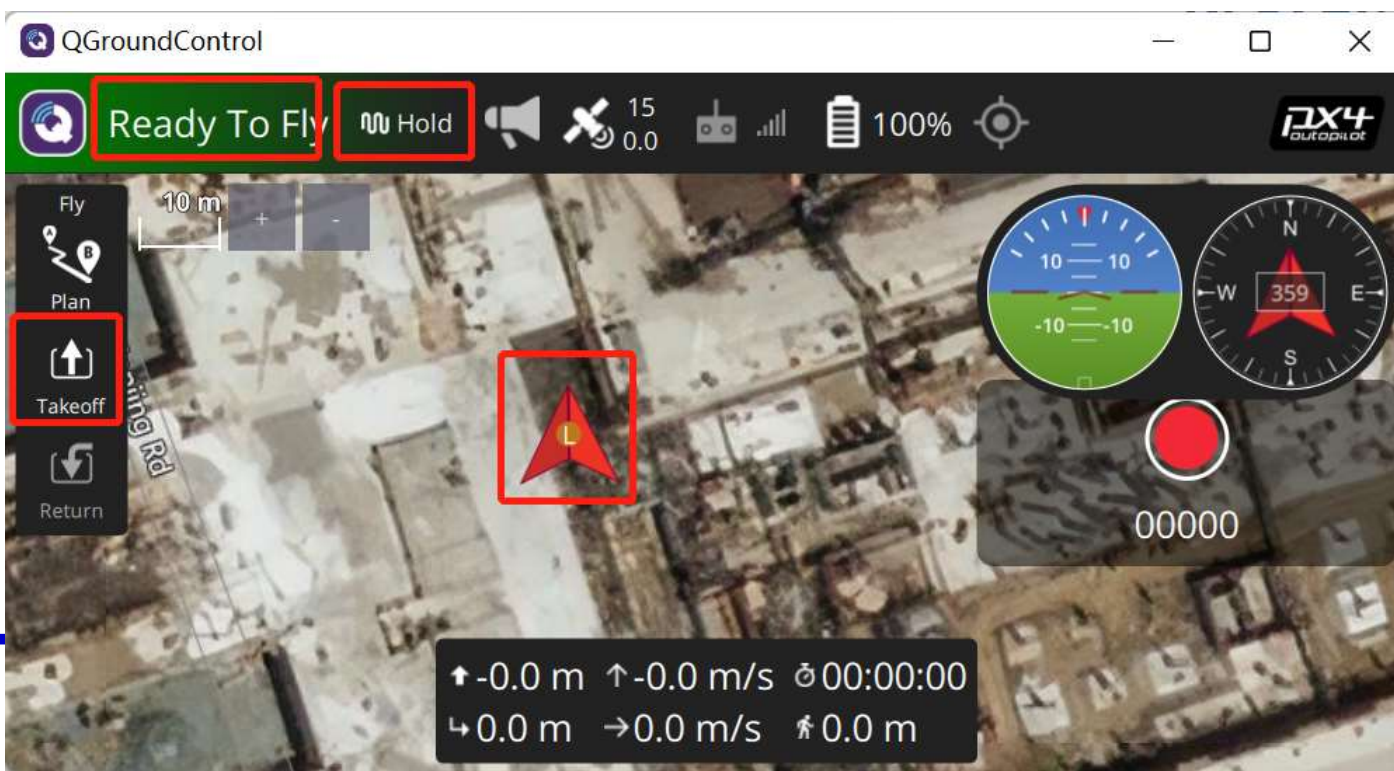 QGroundControl
Ready To Fly
Hold
15
0.0
100%
PX4
autopilot
Fly
10 m
+
-
Plan
Takeoff
Return
Rd
10 10
-10 -10
N
W 359 E
S
L
00000
-0.0 m -0.0 m/s 00:00:00
0.0 m 0.0 m/s 0.0 m